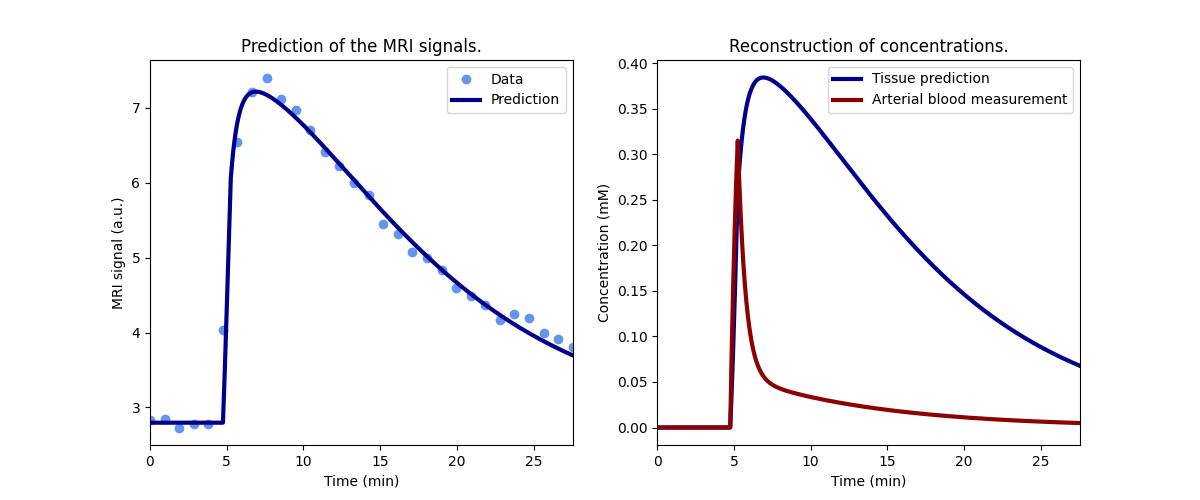 Prediction of the MRI signals.
MRI signal (a.u.)
7
6
5
4
3
Data
Prediction
0
5
10
15
20
25
Time (min)
Reconstruction of concentrations.
Concentration (mM)
0.40
0.35
0.30
0.25
0.20
0.15
0.10
0.05
0.00
Tissue prediction
Arterial blood measurement
0
5
10
15
20
25
Time (min)